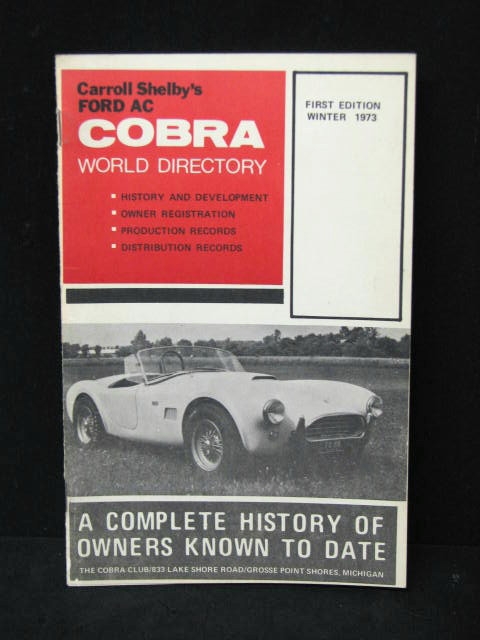 Carroll Shelby's
FORD AC
COBRA
WORLD DIRECTORY
▪ HISTORY AND DEVELOPMENT
▪ OWNER REGISTRATION
▪ PRODUCTION RECORDS
▪ DISTRIBUTION RECORDS
FIRST EDITION
WINTER 1973
A COMPLETE HISTORY OF
OWNERS KNOWN TO DATE
THE COBRA CLUB/833 LAKE SHORE ROAD/GROSSE POINT SHORES, MICHIGAN